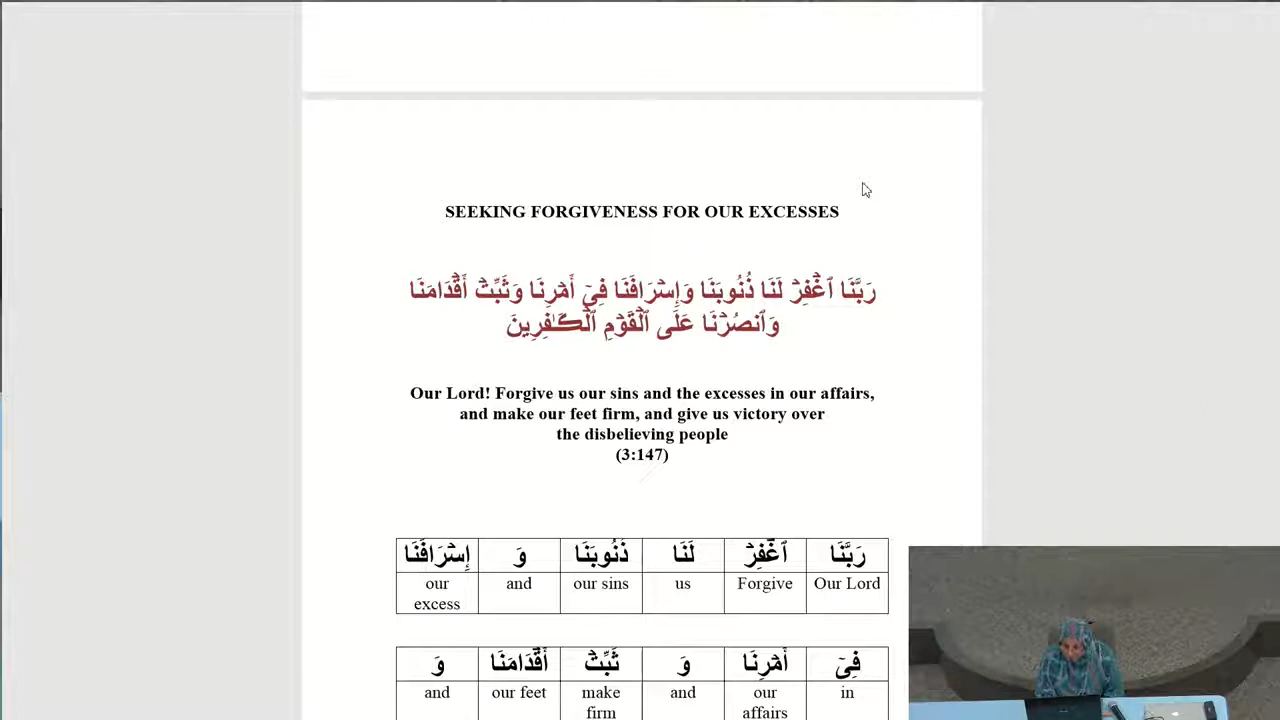 SEEKING FORGIVENESS FOR OUR EXCESSES
رَبَّنَا ٱغْفِرْ لَنَا ذُنُوبَنَا وَإِسْرَافَنَا فِىٓ أَمْرِنَا وَثَبِّتْ أَقْدَامَنَا
وَٱنصُرْنَا عَلَى ٱلْقَوْمِ ٱلْكَـٰفِرِينَ
Our Lord! Forgive us our sins and the excesses in our affairs,
and make our feet firm, and give us victory over
the disbelieving people
(3:147)
رَبَّنَا ٱغْفِرْ لَنَا ذُنُوبَنَا وَ إِسْرَافَنَا
our excess and our sins us Forgive Our Lord
فِىٓ أَمْرِنَا وَ ثَبِّتْ أَقْدَامَنَا وَ
and our feet make firm and our affairs in